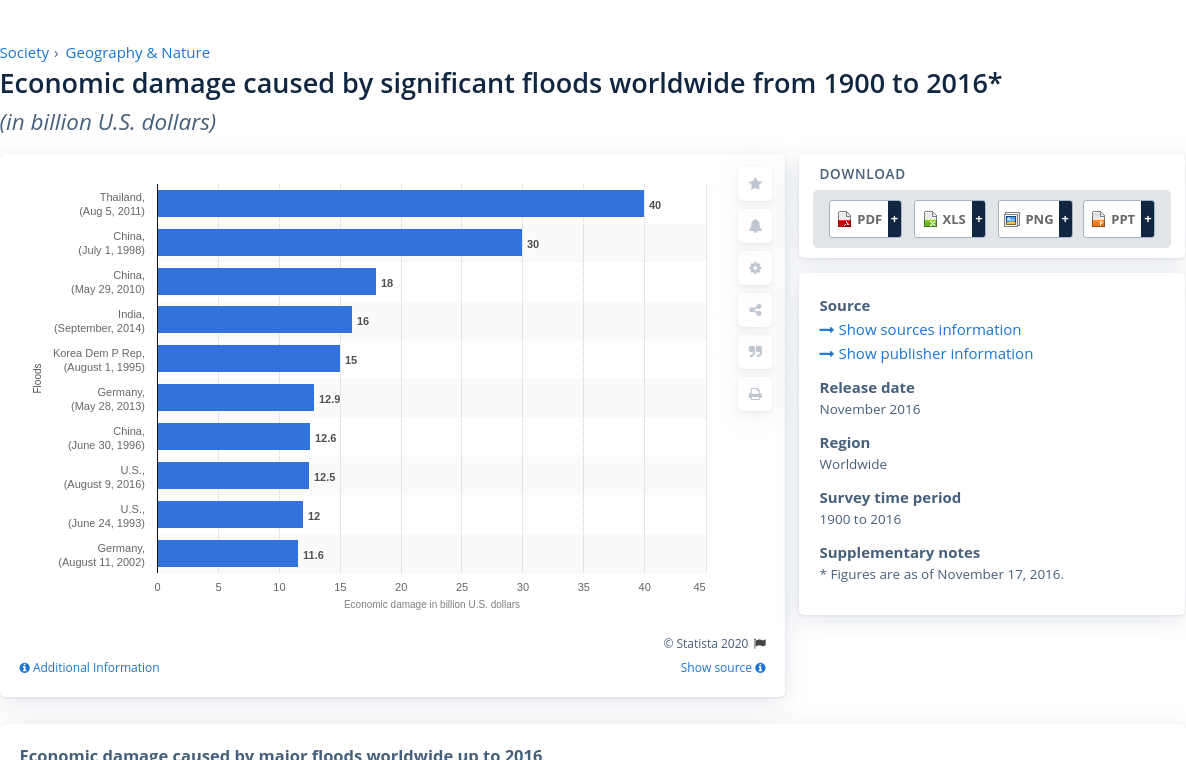 Society › Geography & Nature
Economic damage caused by significant floods worldwide from 1900 to 2016*
(in billion U.S. dollars)
Floods
Thailand,
(Aug 5, 2011)
40
China,
(July 1, 1998)
30
China,
(May 29, 2010)
18
India,
(September, 2014)
16
Korea Dem P Rep,
(August 1, 1995)
15
Germany,
(May 28, 2013)
12.9
China,
(June 30, 1996)
12.6
U.S.,
(August 9, 2016)
12.5
U.S.,
(June 24, 1993)
12
Germany,
(August 11, 2002)
11.6
0 5 10 15 20 25 30 35 40 45
Economic damage in billion U.S. dollars
© Statista 2020
Additional Information
Show source
DOWNLOAD
PDF + XLS + PNG + PPT +
Source
Show sources information
Show publisher information
Release date
November 2016
Region
Worldwide
Survey time period
1900 to 2016
Supplementary notes
* Figures are as of November 17, 2016.
Economic damage caused by major floods worldwide up to 2016